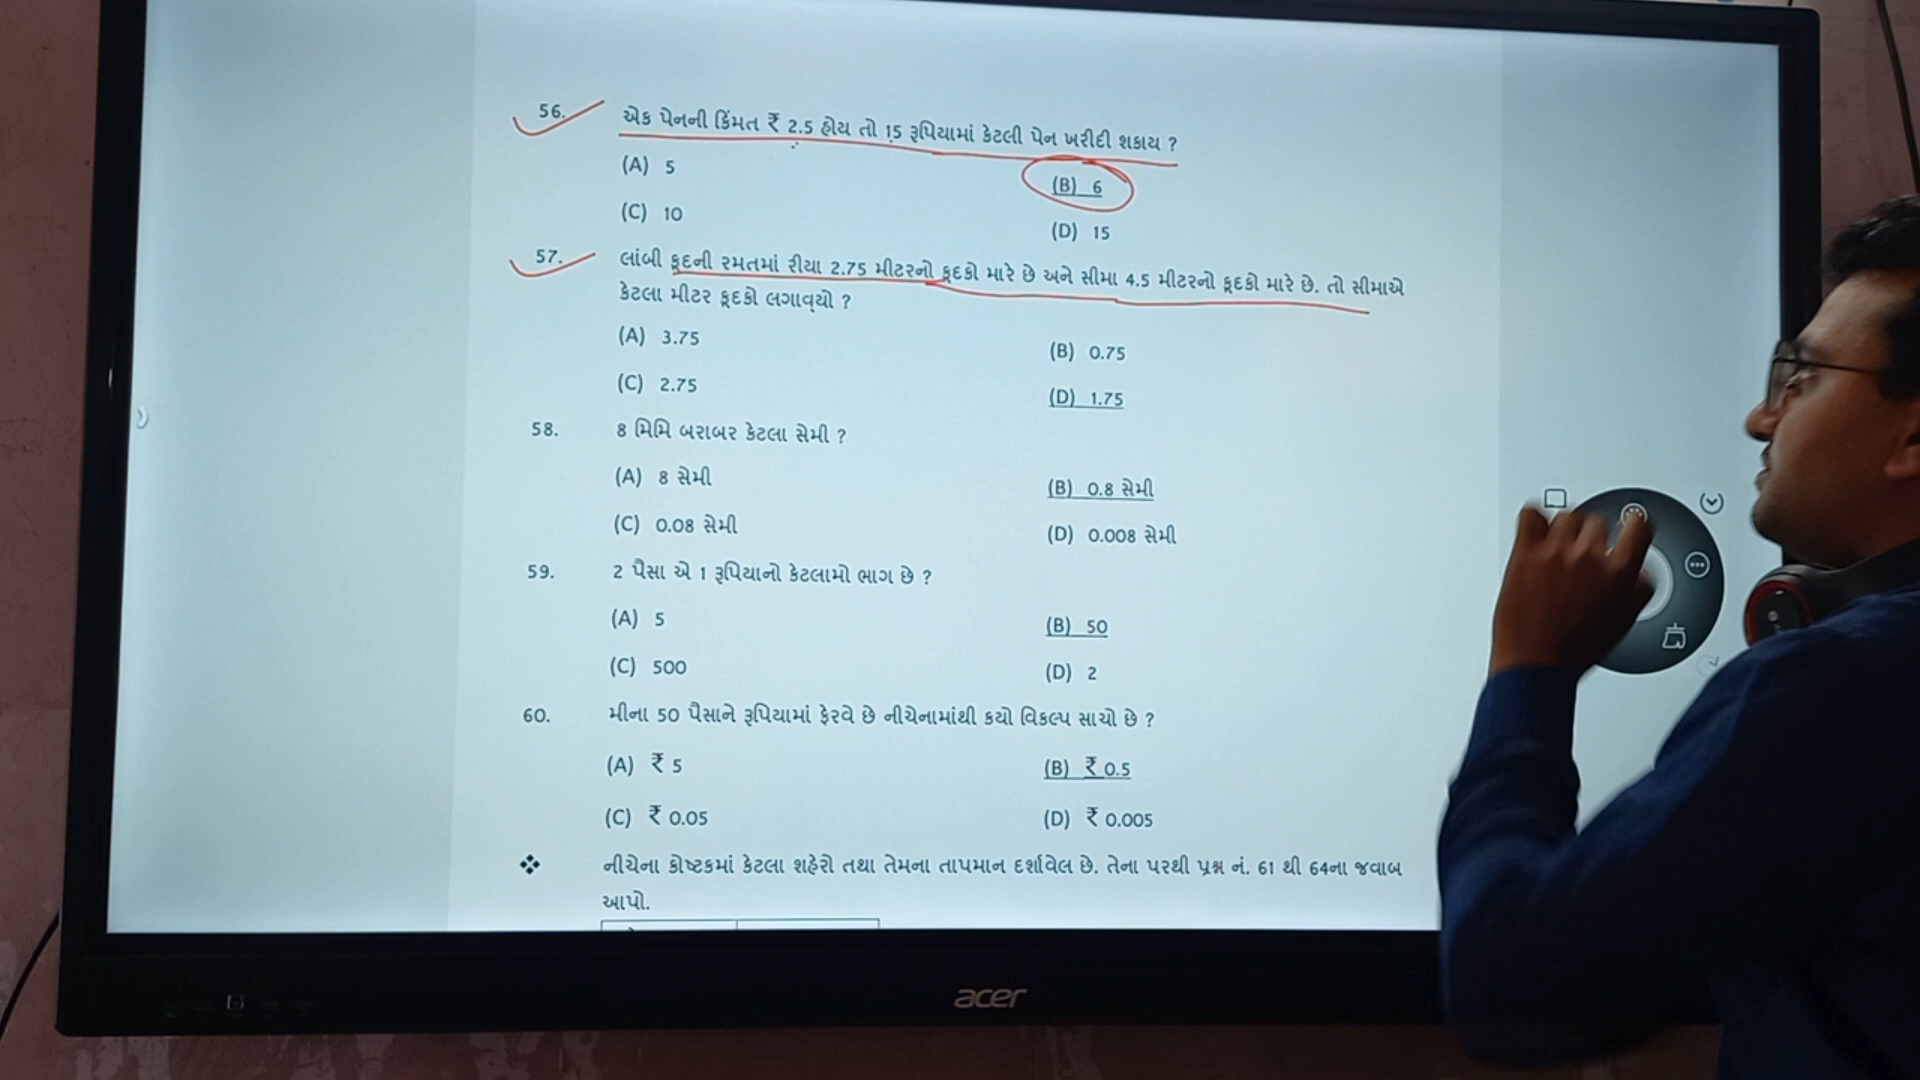 56. એક પેનની કિંમત ₹ 2.5 હોય તો 15 રૂપિયામાં કેટલી પેન ખરીદી શકાય ?
(A) 5
(B) 6
(C) 10
(D) 15
57. લાંબી કૂદની રમતમાં રીયા 2.75 મીટરનો કૂદકો મારે છે અને સીમા 4.5 મીટરનો કૂદકો મારે છે. તો સીમાએ
કેટલા મીટર કૂદકો લગાવ્યો ?
(A) 3.75
(B) 0.75
(C) 2.75
(D) 1.75
58. 8 મિમિ બરાબર કેટલા સેમી ?
(A) 8 સેમી
(B) 0.8 સેમી
(C) 0.08 સેમી
(D) 0.008 સેમી
59. 2 પૈસા એ 1 રૂપિયાનો કેટલામો ભાગ છે ?
(A) 5
(B) 50
(C) 500
(D) 2
60. મીના 50 પૈસાને રૂપિયામાં ફેરવે છે નીચેનામાંથી કયો વિકલ્પ સાચો છે ?
(A) ₹ 5
(B) ₹ 0.5
(C) ₹ 0.05
(D) ₹ 0.005
❖ નીચેના કોષ્ટકમાં કેટલા શહેરો તથા તેમના તાપમાન દર્શાવેલ છે. તેના પરથી પ્રશ્ન નં. 61 થી 64ના જવાબ
આપો.
acer